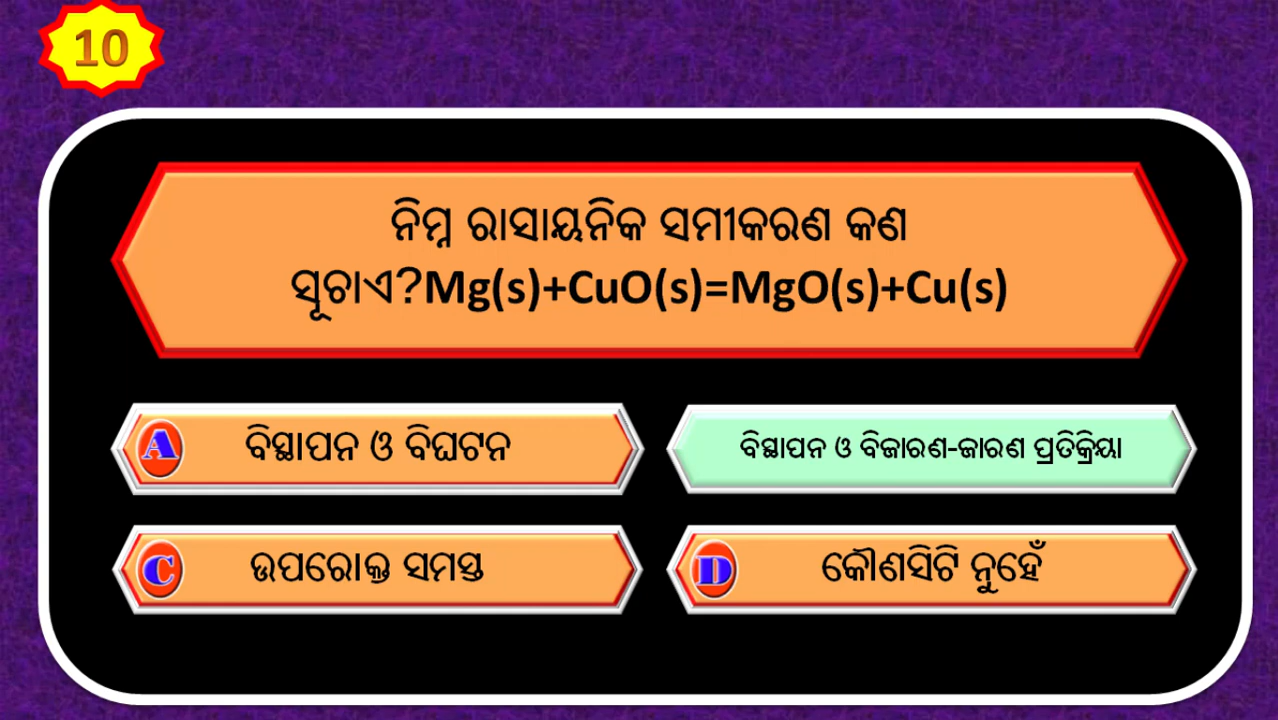 10
ନିମ୍ନ ରାସାୟନିକ ସମୀକରଣ କଣ
ସୂଚାଏ?Mg(s)+CuO(s)=MgO(s)+Cu(s)
A ବିସ୍ଥାପନ ଓ ବିଘଟନ
ବିସ୍ଥାପନ ଓ ବିଜାରଣ-ଜାରଣ ପ୍ରତିକ୍ରିୟା
C ଉପରୋକ୍ତ ସମସ୍ତ
D କୌଣସିଟି ନୁହେଁ